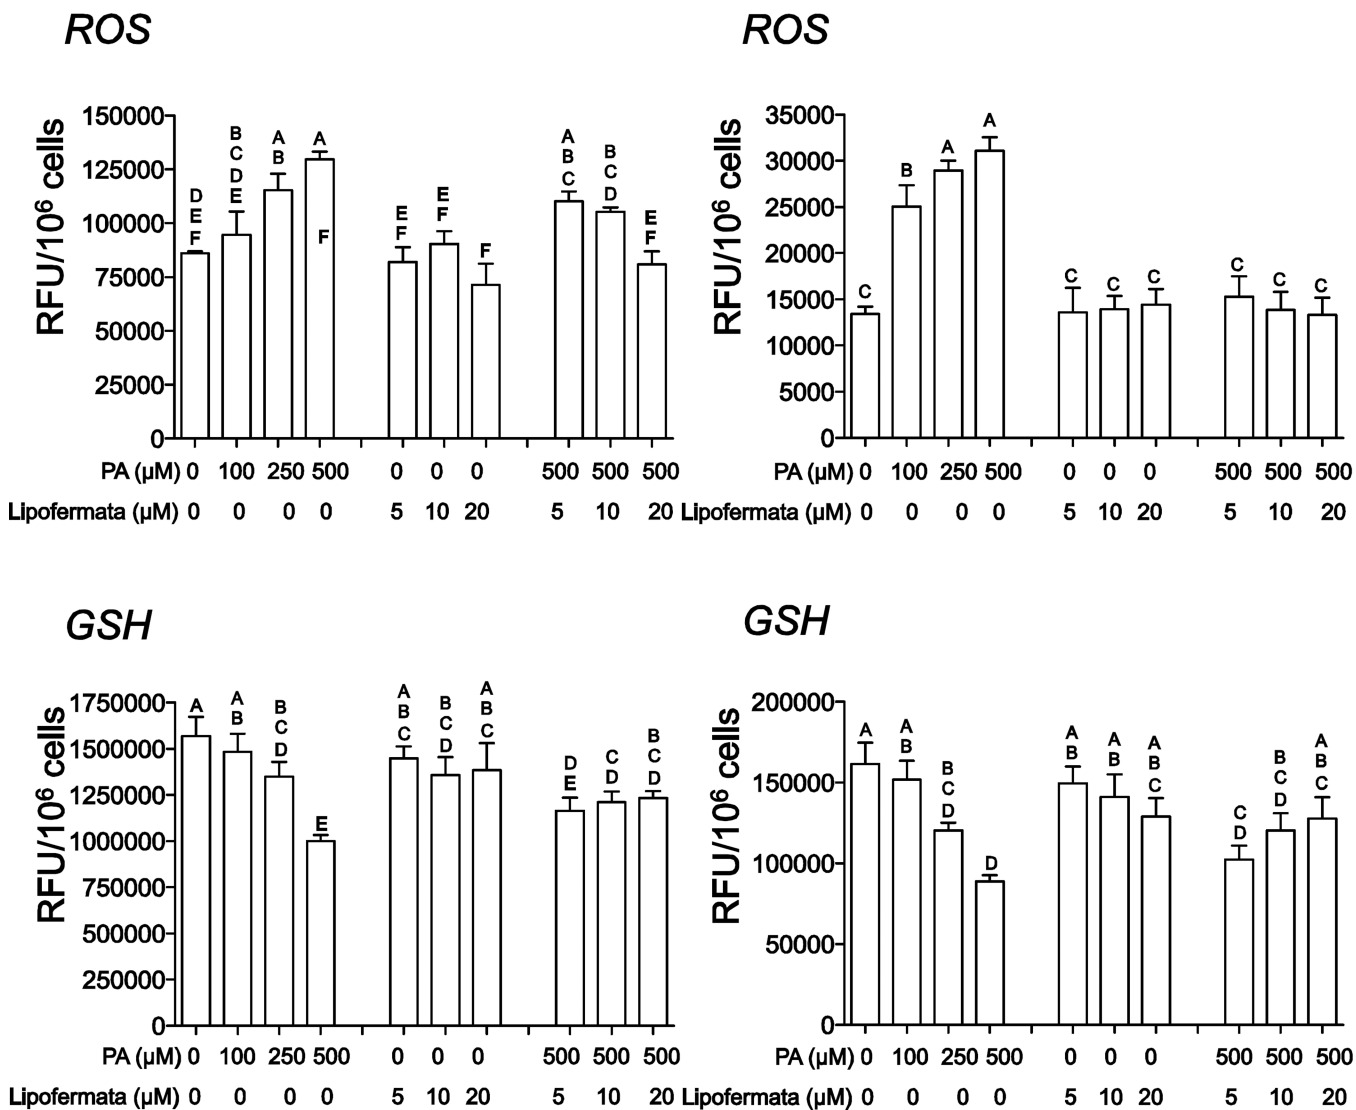 ROS
RFU/10⁶ cells
150000
125000
100000
75000
50000
25000
0
D E F
B C D E
A B
A
F
E F
E F
F
A B C
B C D
E F
PA (µM) 0 100 250 500 0 0 0 500 500 500
Lipofermata (µM) 0 0 0 0 5 10 20 5 10 20
ROS
RFU/10⁶ cells
35000
30000
25000
20000
15000
10000
5000
0
C
B
A
A
C
C
C
C
C
C
0 100 250 500 0 0 0 500 500 500
Lipofermata (µM) 0 0 0 0 5 10 20 5 10 20
PA (µM)
GSH
RFU/10⁶ cells
1750000
1500000
1250000
1000000
750000
500000
250000
0
A
A B
B C D
E
A B C
B C D
A B C
D E
C D
B C D
PA (µM) 0 100 250 500 0 0 0 500 500 500
Lipofermata (µM) 0 0 0 0 5 10 20 5 10 20
GSH
RFU/10⁶ cells
200000
150000
100000
50000
0
A
A B
B C D
D
A B
A B
A B C
C D
B C D
A B C
PA (µM) 0 100 250 500 0 0 0 500 500 500
Lipofermata (µM) 0 0 0 0 5 10 20 5 10 20